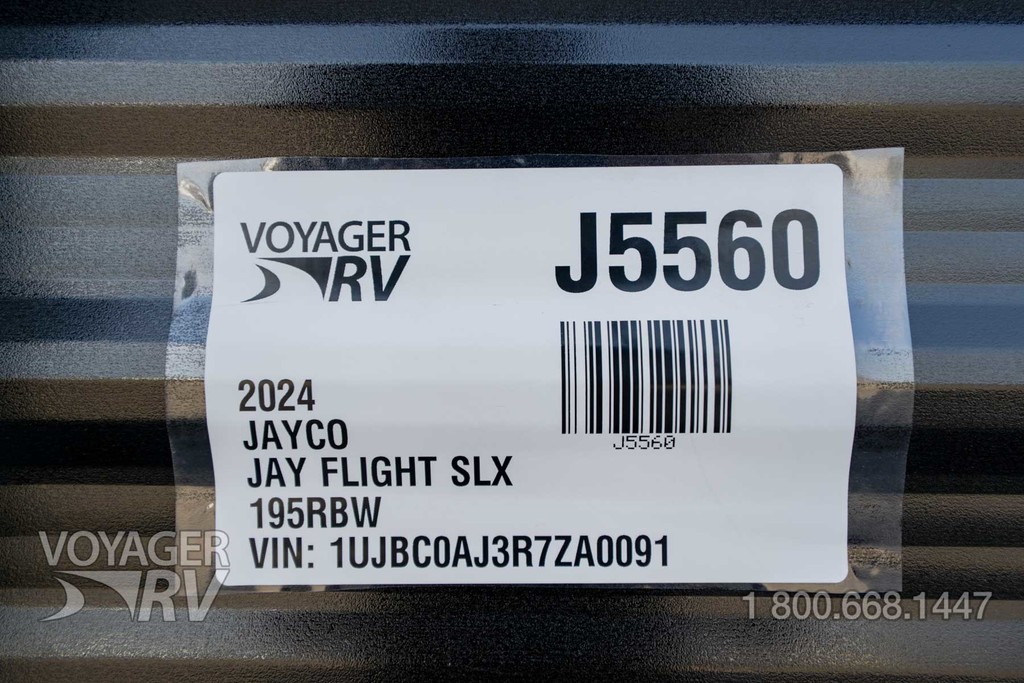 VOYAGER
RV
J5560
J5560
2024
JAYCO
JAY FLIGHT SLX
195RBW
VIN: 1UJBC0AJ3R7ZA0091
VOYAGER
RV
1 800.668.1447